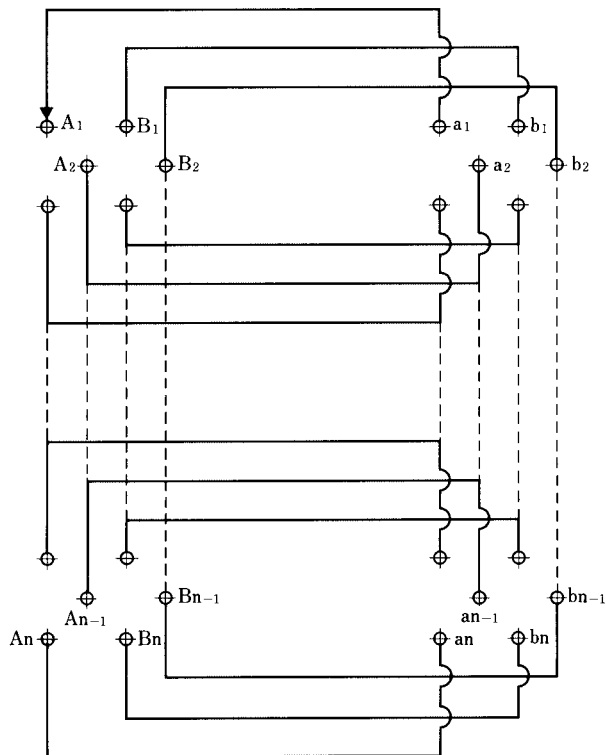 A₁ B₁ a₁ b₁
A₂ B₂ a₂ b₂
An₋₁ Bn₋₁ an₋₁ bn₋₁
An Bn an bn